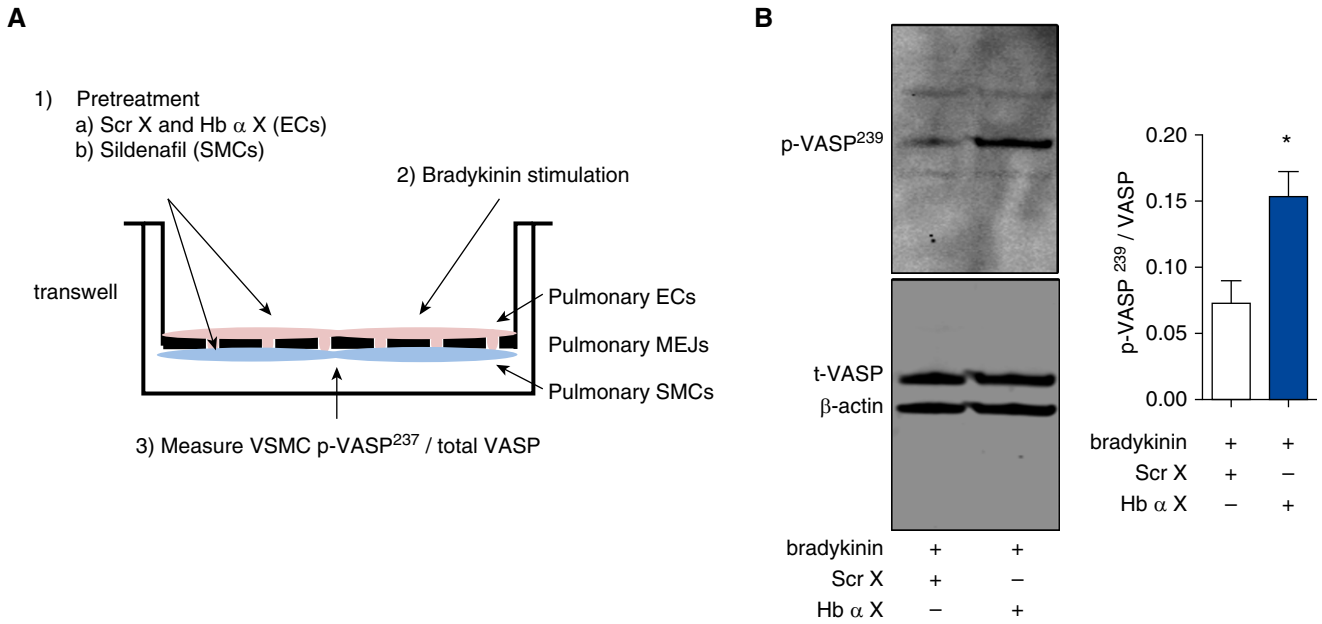 A
1) Pretreatment
a) Scr X and Hb α X (ECs)
b) Sildenafil (SMCs)
2) Bradykinin stimulation
transwell
Pulmonary ECs
Pulmonary MEJs
Pulmonary SMCs
3) Measure VSMC p-VASP²³⁷ / total VASP
B
p-VASP²³⁹
t-VASP
β-actin
bradykinin + +
Scr X + –
Hb α X – +
p-VASP ²³⁹ / VASP
0.20
0.15
0.10
0.05
0.00
*
bradykinin + +
Scr X + –
Hb α X – +